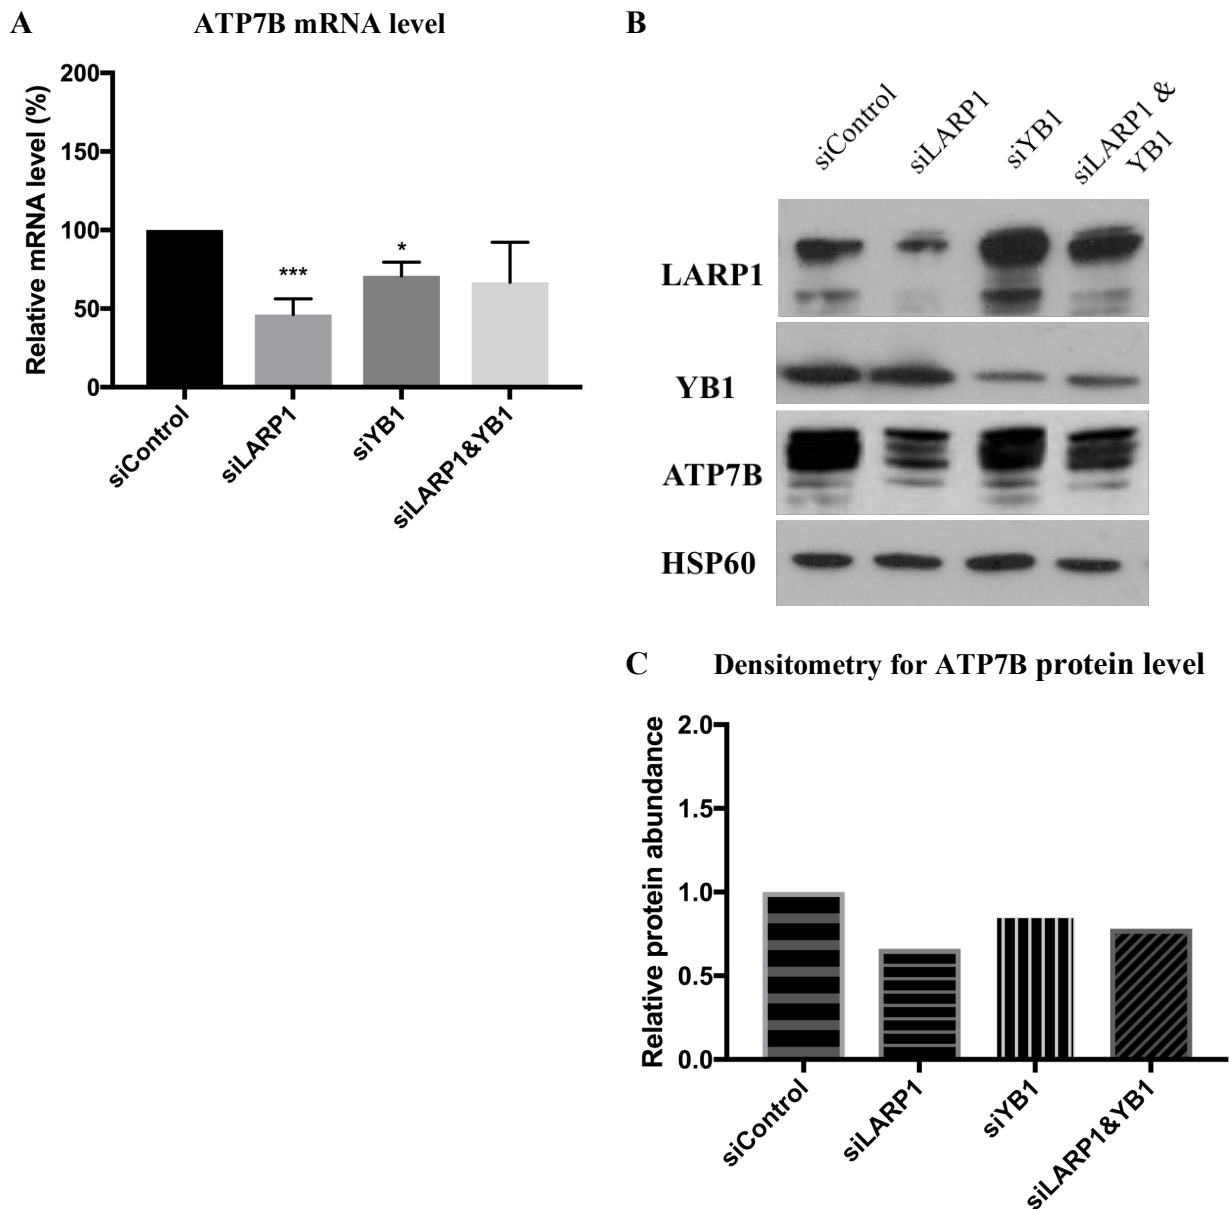 A
ATP7B mRNA level
Relative mRNA level (%)
200
150
100
50
0
***
*
siControl
siLARP1
siYB1
siLARP1&YB1
B
siControl
siLARP1
siYB1
siLARP1 &
YB1
LARP1
YB1
ATP7B
HSP60
C
Densitometry for ATP7B protein level
Relative protein abundance
2.0
1.5
1.0
0.5
0.0
siControl
siLARP1
siYB1
siLARP1&YB1